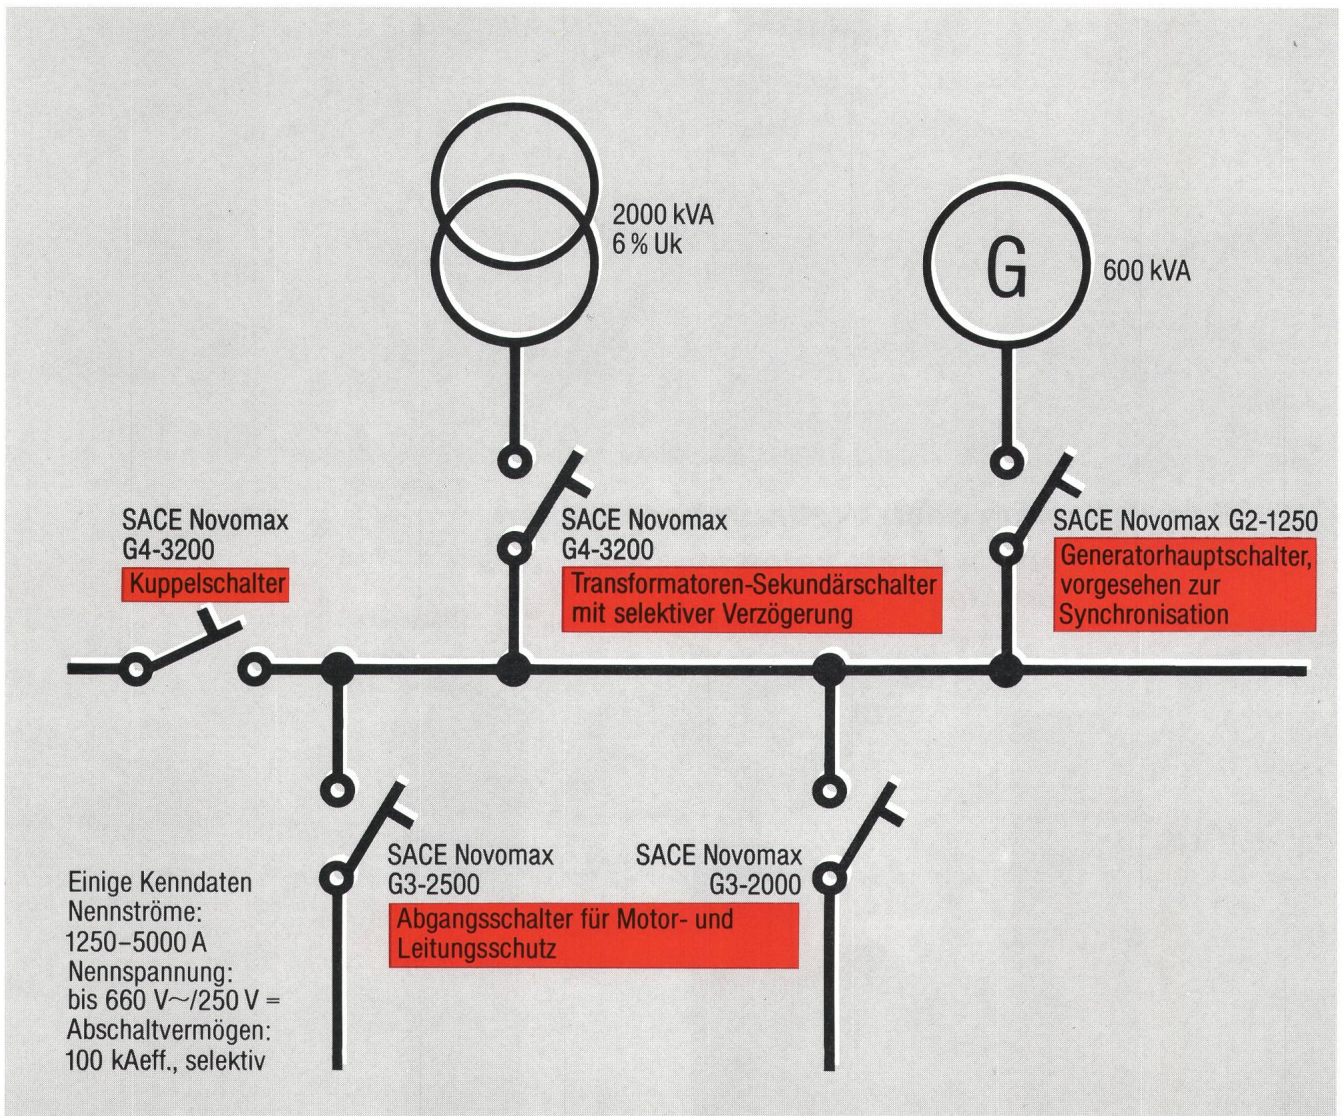 2000 kVA
6 % Uk
G
600 kVA
SACE Novomax
G4-3200
Kuppelschalter
SACE Novomax
G4-3200
Transformatoren-Sekundärschalter
mit selektiver Verzögerung
SACE Novomax G2-1250
Generatorhauptschalter,
vorgesehen zur
Synchronisation
SACE Novomax
G3-2500
SACE Novomax
G3-2000
Abgangsschalter für Motor- und
Leitungsschutz
Einige Kenndaten
Nennströme:
1250–5000 A
Nennspannung:
bis 660 V~/250 V =
Abschaltvermögen:
100 kAeff., selektiv